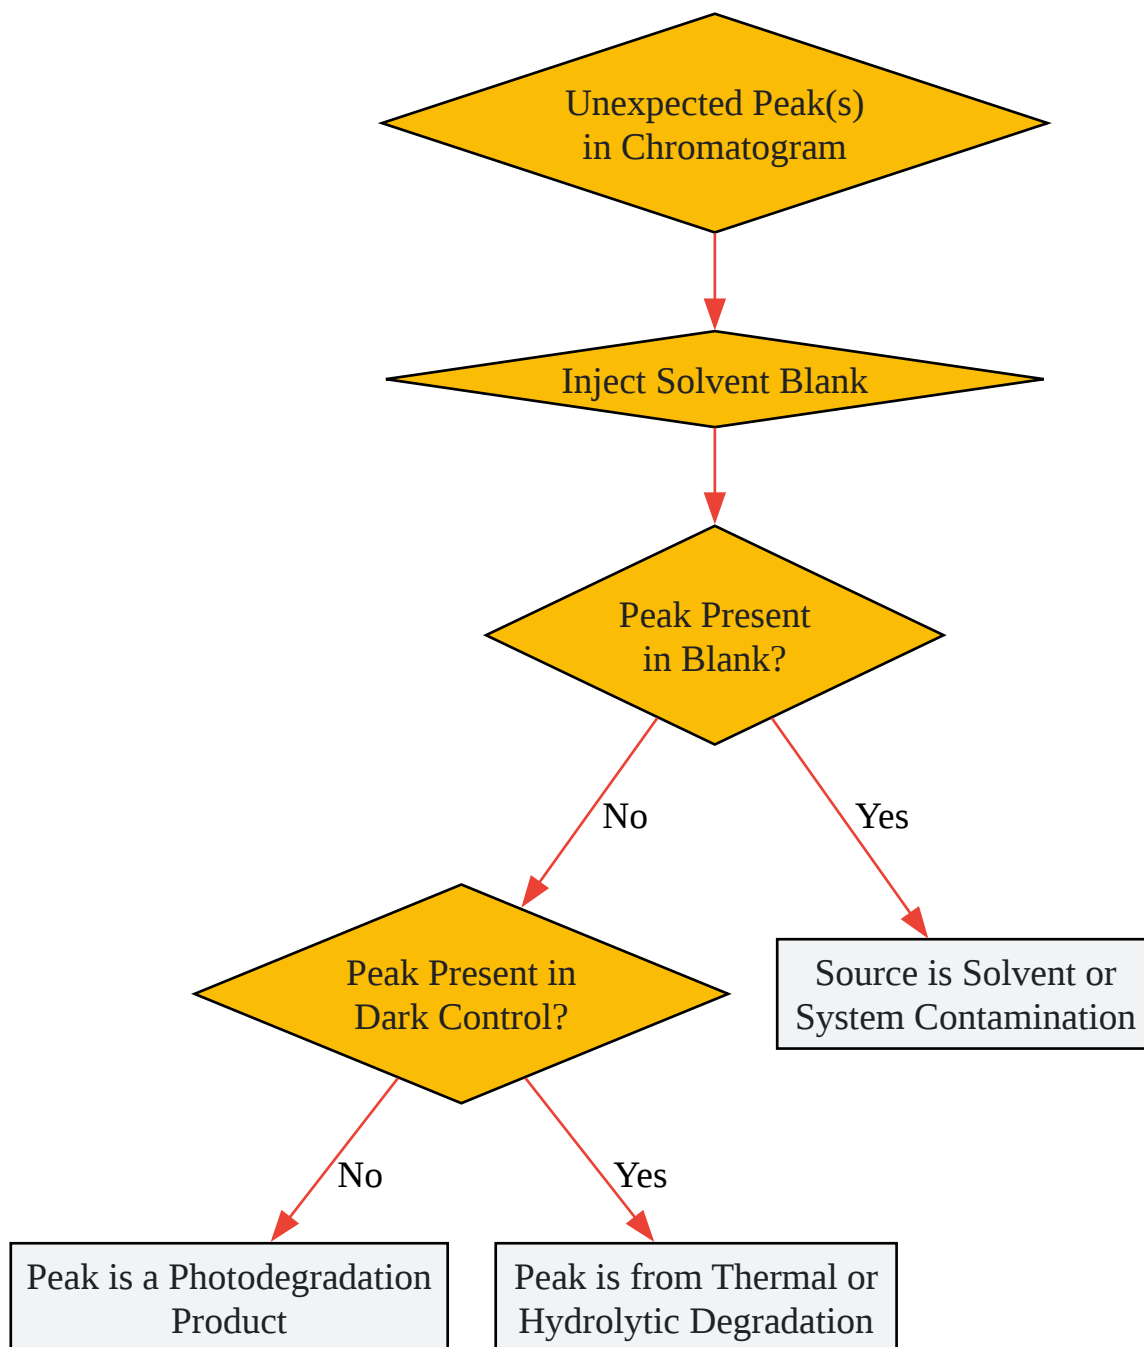 Unexpected Peak(s)
in Chromatogram
Inject Solvent Blank
Peak Present
in Blank?
No
Yes
Peak Present in
Dark Control?
Source is Solvent or
System Contamination
No
Yes
Peak is a Photodegradation
Product
Peak is from Thermal or
Hydrolytic Degradation